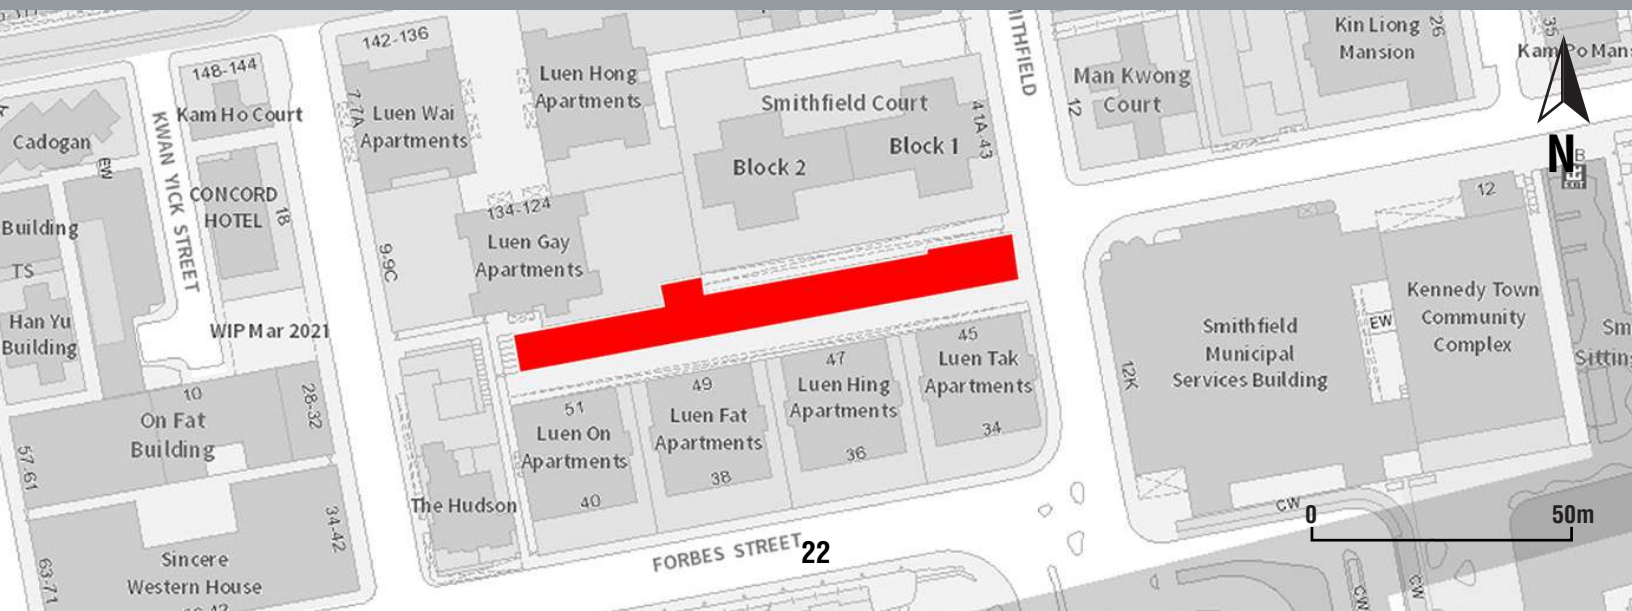 142-136
148-144
Kam Ho Court
Cadogan
EW
KWAN YICK STREET
CONCORD
HOTEL
18
Building
TS
Han Yu
Building
WIP Mar 2021
7-7A
Luen Wai
Apartments
Luen Hong
Apartments
134-124
Luen Gay
Apartments
9-9C
Smithfield Court
Block 2
Block 1
41A-43
Man Kwong
Court
12
Kin Liong
Mansion
26
35
N
B
12
Smithfield
Municipal
Services Building
12K
EW
Kennedy Town
Community
Complex
45
Luen Tak
Apartments
34
47
Luen Hing
Apartments
36
49
Luen Fat
Apartments
38
51
Luen On
Apartments
40
The Hudson
10
On Fat
Building
28-32
57-61
34-42
Sincere
Western House
63-71
FORBES STREET
22
CW
CW
CW
0
50m